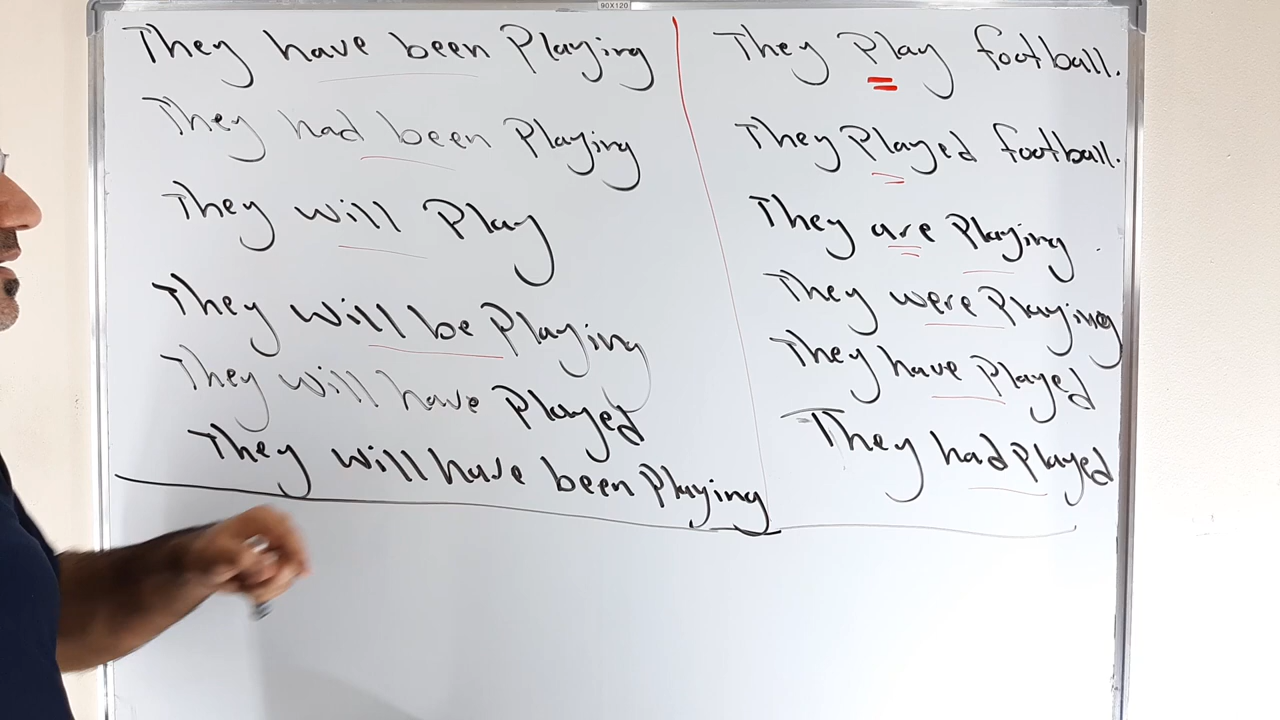 90X120
They have been Playing
They had been Playing
They will Play
They will be Playing
They will have Played
They will have been Playing
They Play football.
They Played football.
They are Playing .
They were Playing
They have Played
They had Played